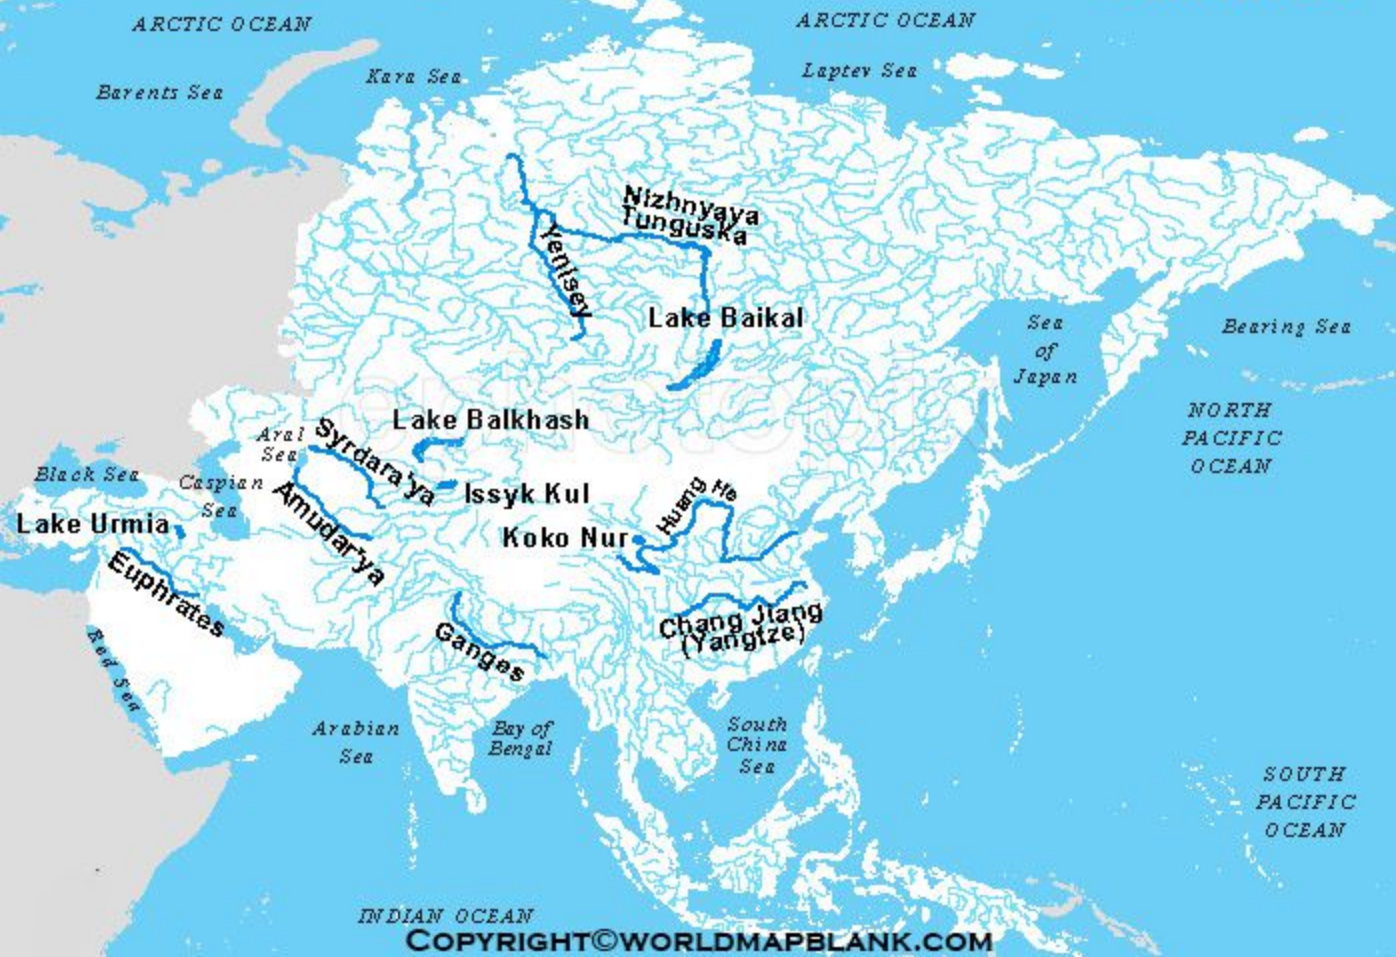 ARCTIC OCEAN
ARCTIC OCEAN
Barents Sea
Kara Sea
Laptev Sea
Nizhnyaya
Tunguska
Yenisey
Lake Baikal
Sea
of
Japan
Bearing Sea
NORTH
PACIFIC
OCEAN
Lake Balkhash
Aral
Sea
Syrdara'ya
Black Sea
Caspian
Sea
Amudar'ya
Issyk Kul
Huang He
Lake Urmia
Koko Nur
Euphrates
Chang Jiang
(Yangtze)
Ganges
Red Sea
Arabian
Sea
Bay of
Bengal
South
China
Sea
SOUTH
PACIFIC
OCEAN
INDIAN OCEAN
COPYRIGHT©WORLDMAPBLANK.COM